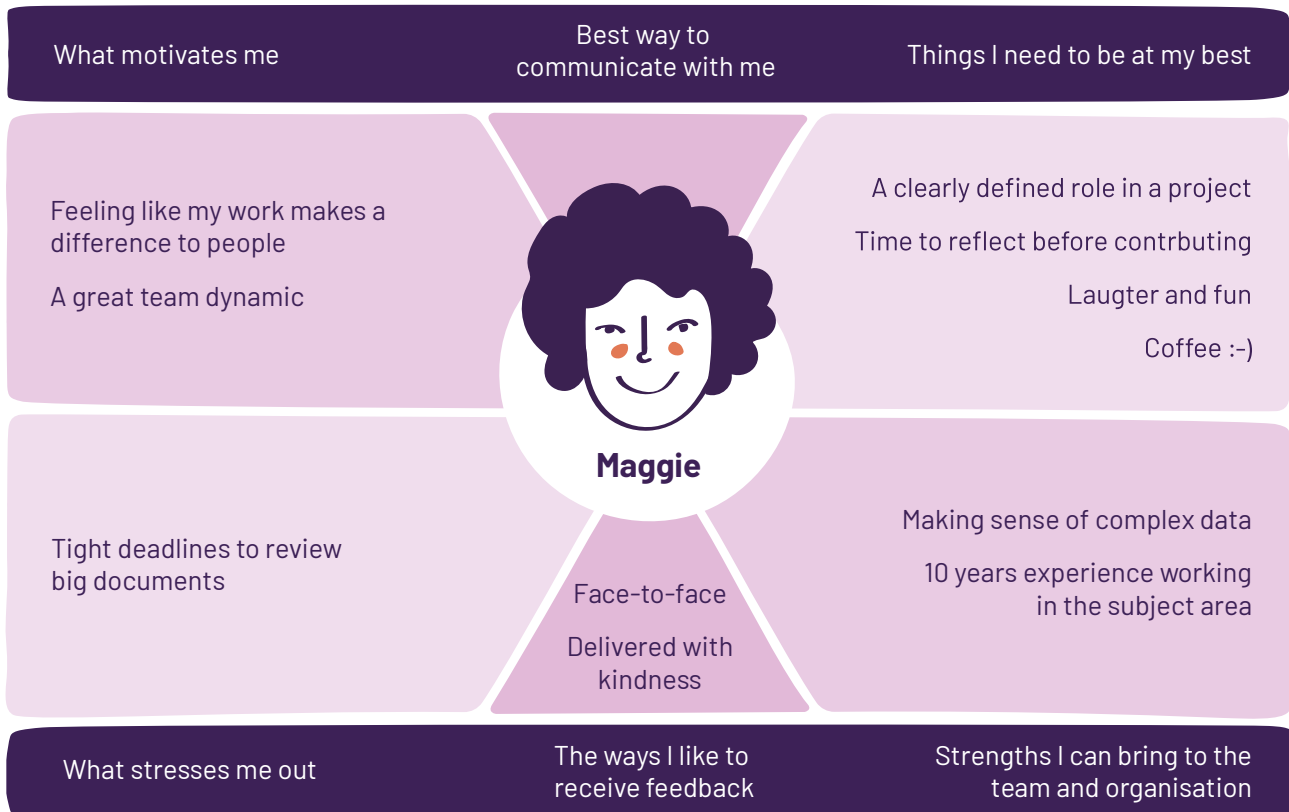 What motivates me
Best way to
communicate with me
Things I need to be at my best
Feeling like my work makes a
difference to people
A great team dynamic
A clearly defined role in a project
Time to reflect before contrbuting
Laugter and fun
Coffee :-)
Maggie
Tight deadlines to review
big documents
Face-to-face
Delivered with
kindness
Making sense of complex data
10 years experience working
in the subject area
What stresses me out
The ways I like to
receive feedback
Strengths I can bring to the
team and organisation